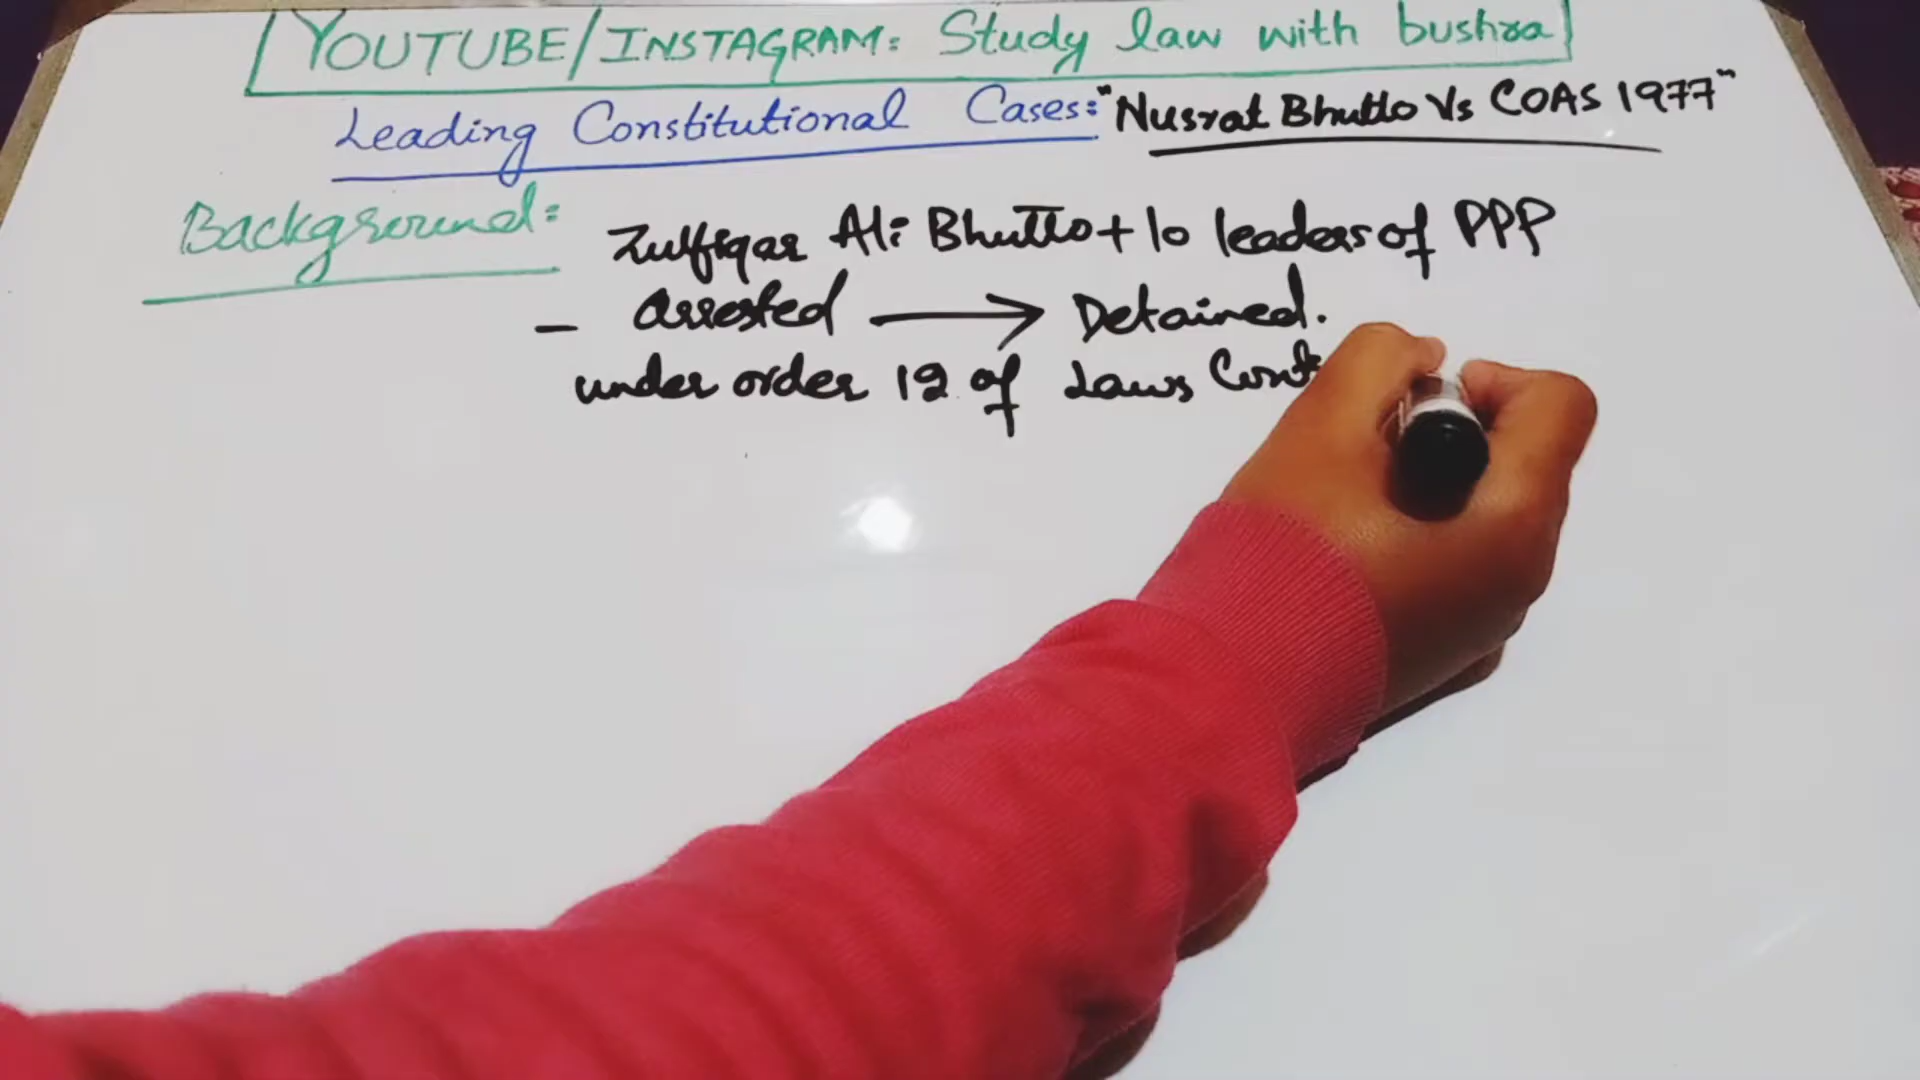 YOUTUBE/INSTAGRAM: Study law with bushra
Leading Constitutional Cases: "Nusrat Bhutto Vs COAS 1977"
Background: Zulfiqar Ali Bhutto + 10 leaders of PPP
- arrested → Detained.
under order 12 of Laws Cont